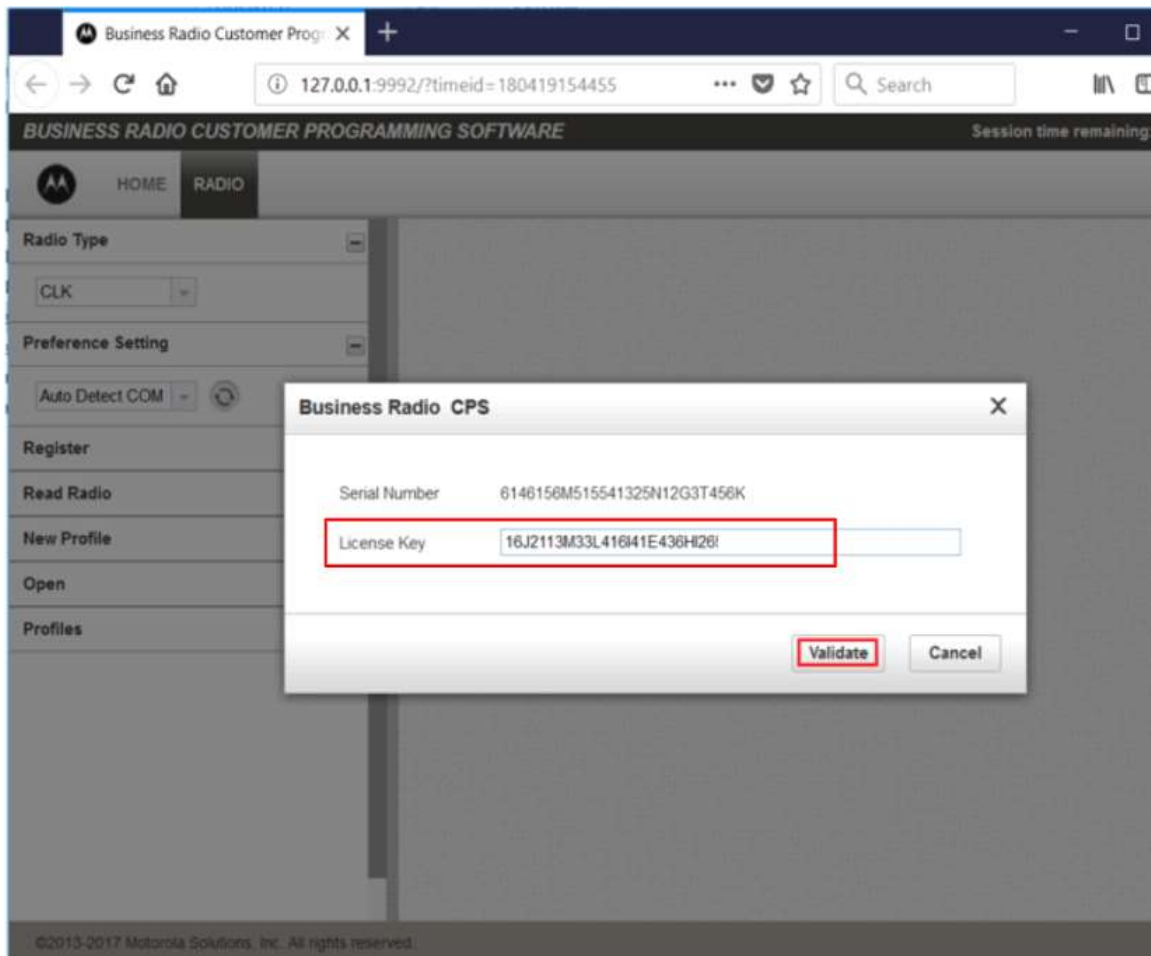 Business Radio Customer Prog
127.0.0.1:9992/?timeid=180419154455
Search
BUSINESS RADIO CUSTOMER PROGRAMMING SOFTWARE
Session time remaining:
HOME
RADIO
Radio Type
CLK
Preference Setting
Auto Detect COM
Business Radio CPS
Register
Read Radio
Serial Number 6146156M515541325N12G3T456K
New Profile
License Key
Open
Profiles
Validate
Cancel
©2013-2017 Motorola Solutions, Inc. All rights reserved.